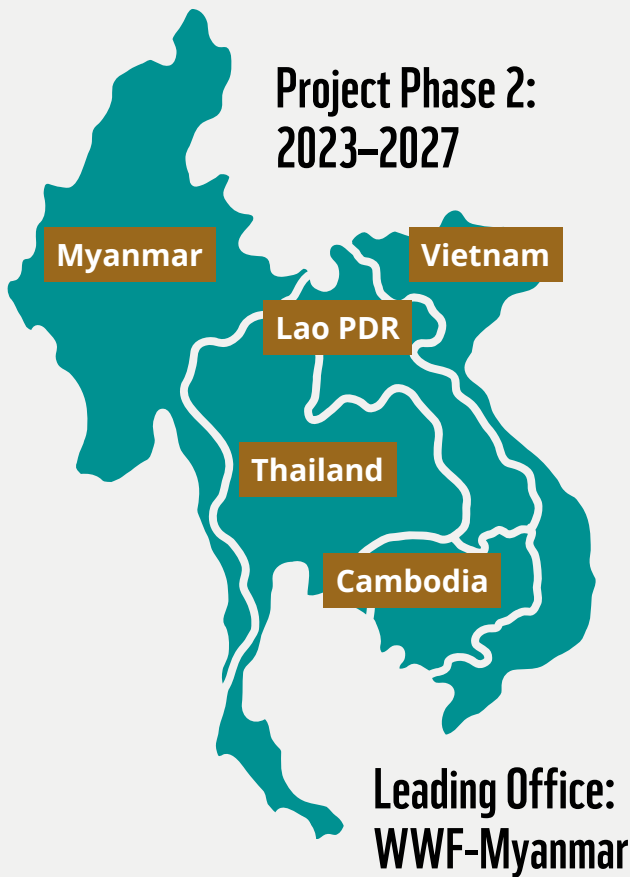 Project Phase 2:
2023–2027
Myanmar
Vietnam
Lao PDR
Thailand
Cambodia
Leading Office:
WWF-Myanmar